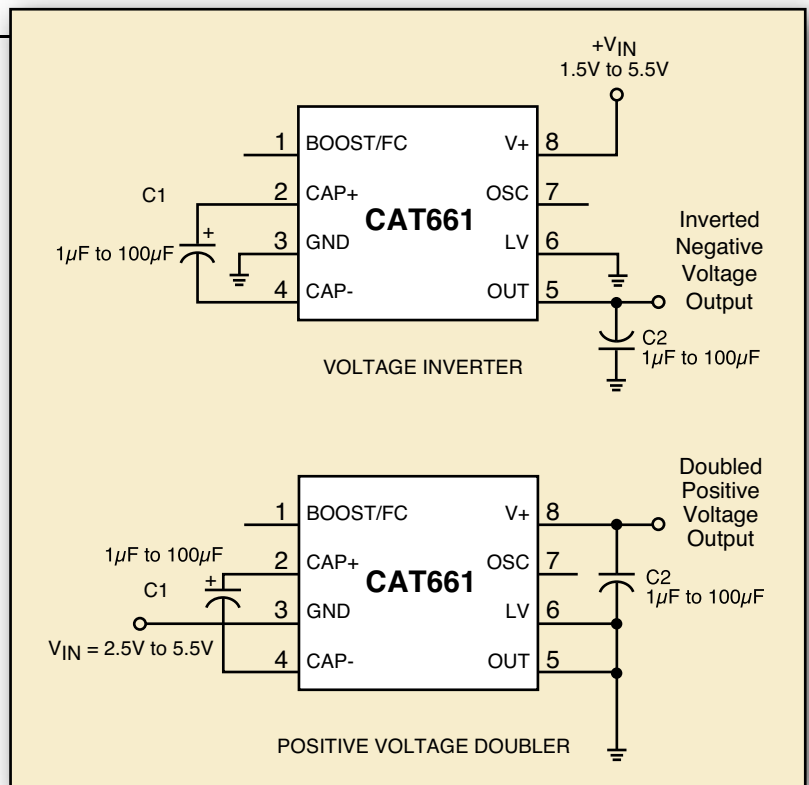 +VIN
1.5V to 5.5V
1 BOOST/FC V+ 8
C1
2 CAP+ OSC 7
CAT661
1µF to 100µF
+
3 GND LV 6
4 CAP- OUT 5
Inverted
Negative
Voltage
Output
C2
1µF to 100µF
VOLTAGE INVERTER
Doubled
Positive
Voltage
Output
1 BOOST/FC V+ 8
1µF to 100µF
C1
+
2 CAP+ OSC 7
CAT661
C2
1µF to 100µF
3 GND LV 6
VIN = 2.5V to 5.5V
4 CAP- OUT 5
POSITIVE VOLTAGE DOUBLER